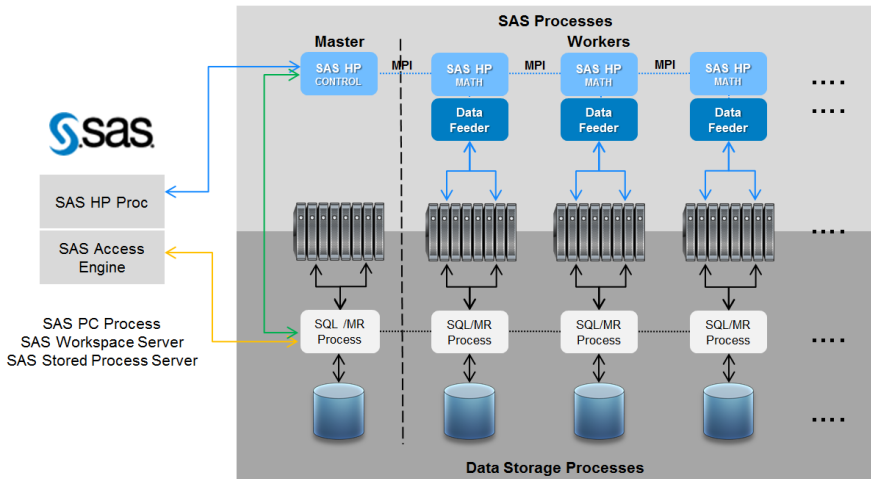 SAS Processes
Master
Workers
SAS HP
CONTROL
MPI
SAS HP
MATH
MPI
SAS HP
MATH
MPI
SAS HP
MATH
....
Data
Feeder
Data
Feeder
Data
Feeder
....
sas
SAS HP Proc
SAS Access
Engine
....
SAS PC Process
SAS Workspace Server
SAS Stored Process Server
SQL /MR
Process
SQL/MR
Process
SQL/MR
Process
SQL/MR
Process
....
....
Data Storage Processes